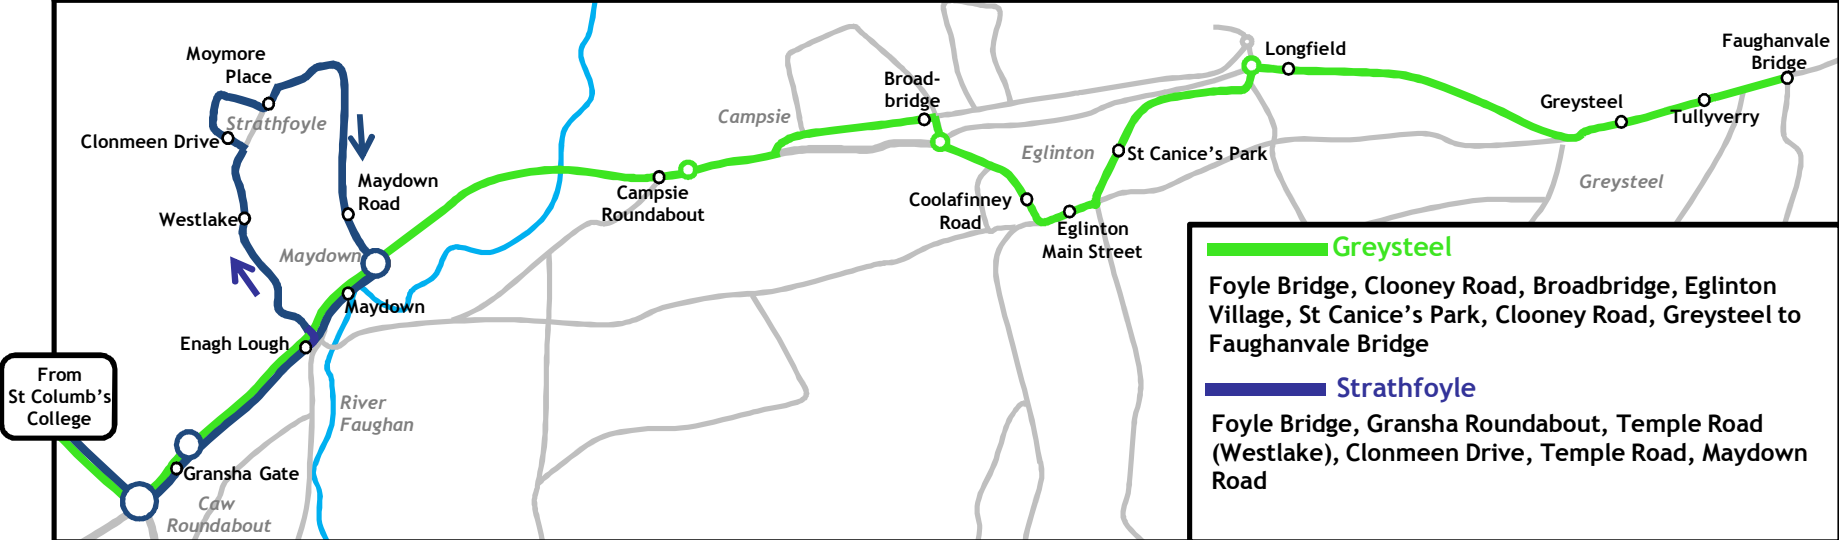 Moymore
Place
Strathfoyle
Clonmeen Drive
Maydown
Road
Westlake
Maydown
Maydown
Enagh Lough
From
St Columb's
College
River
Faughan
Gransha Gate
Caw
Roundabout
Campsie
Broad-
bridge
Campsie
Roundabout
Coolafinney
Road
Eglinton
St Canice's Park
Eglinton
Main Street
Longfield
Greysteel
Tullyverry
Faughanvale
Bridge
Greysteel
Greysteel
Foyle Bridge, Clooney Road, Broadbridge, Eglinton
Village, St Canice's Park, Clooney Road, Greysteel to
Faughanvale Bridge
Strathfoyle
Foyle Bridge, Gransha Roundabout, Temple Road
(Westlake), Clonmeen Drive, Temple Road, Maydown
Road